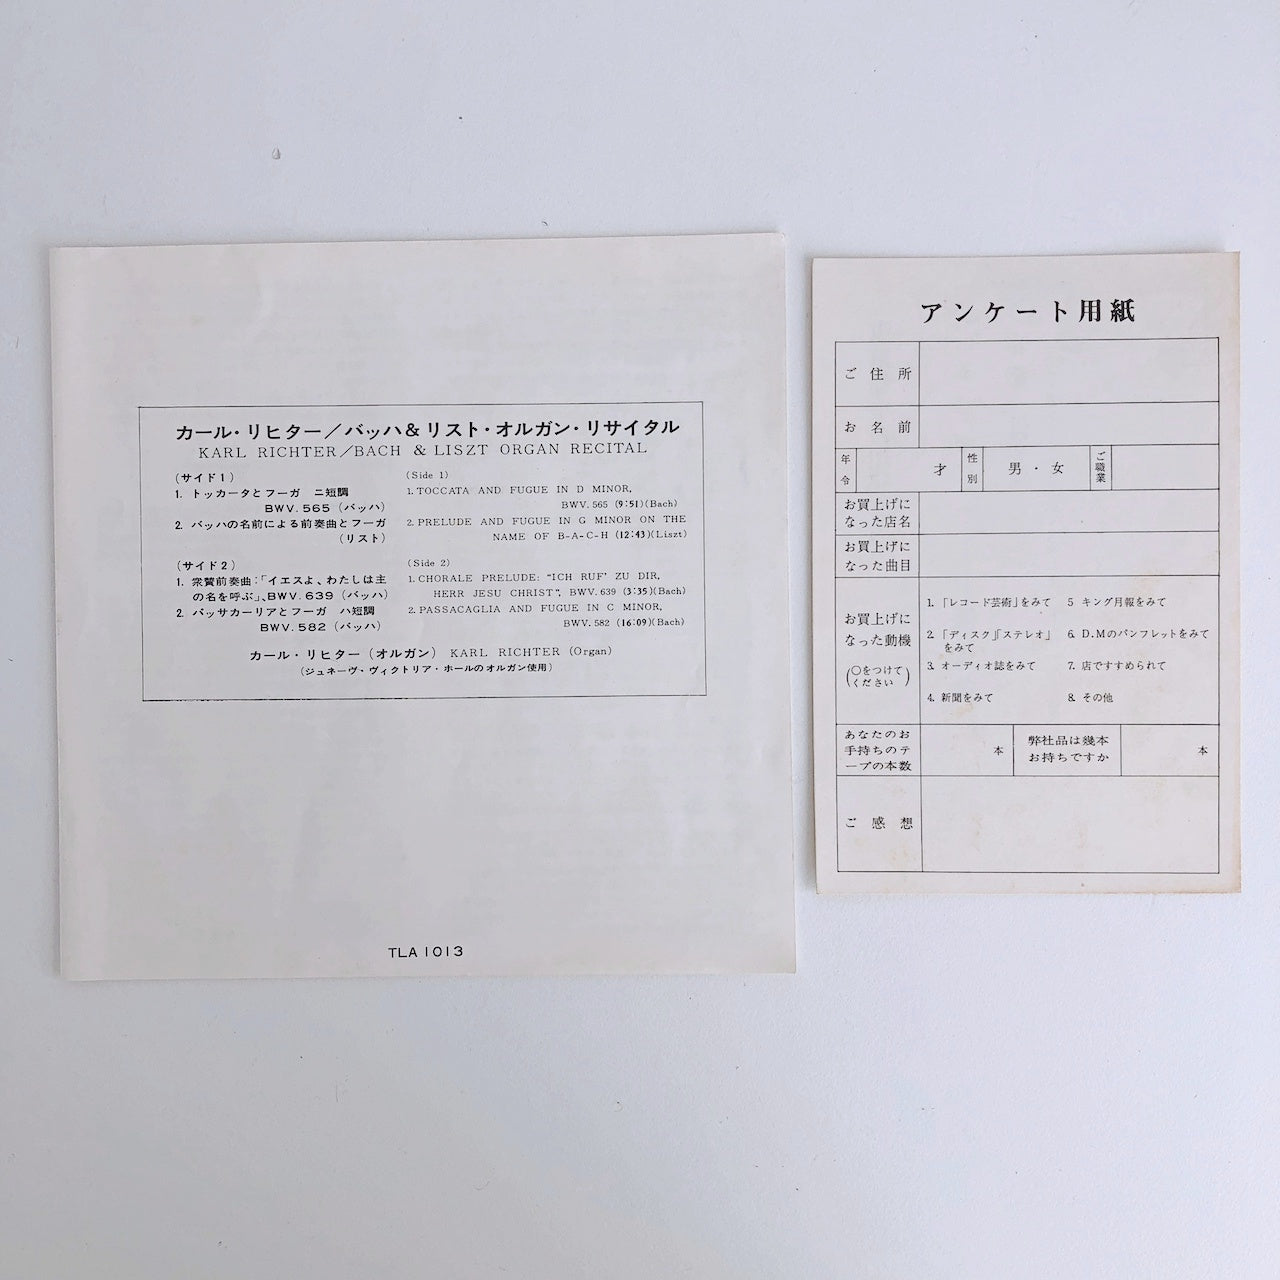 カール・リヒター／バッハ＆リスト・オルガン・リサイタル
KARL RICHTER/BACH & LISZT ORGAN RECITAL
(サイド1)
1. トッカータとフーガ ニ短調
BWV.565 (バッハ)
2. バッハの名前による前奏曲とフーガ
(リスト)
(サイド2)
1. 衆賛前奏曲:「イエスよ、わたしは主
の名を呼ぶ」、BWV.639 (バッハ)
2. パッサカーリアとフーガ ハ短調
BWV.582 (バッハ)
(Side 1)
1. TOCCATA AND FUGUE IN D MINOR,
BWV. 565 (9:51)(Bach)
2. PRELUDE AND FUGUE IN G MINOR ON THE
NAME OF B-A-C-H (12:43)(Liszt)
(Side 2)
1. CHORALE PRELUDE: "ICH RUF' ZU DIR,
HERR JESU CHRIST", BWV. 639 (3:35)(Bach)
2. PASSACAGLIA AND FUGUE IN C MINOR,
BWV. 582 (16:09)(Bach)
カール・リヒター (オルガン) KARL RICHTER (Organ)
(ジュネーヴ・ヴィクトリア・ホールのオルガン使用)
TLA 1013
アンケート用紙
ご住所
お名前
年令
才
性別
男・女
ご職業
お買上げに
なった店名
お買上げに
なった曲目
お買上げに
なった動機
(○をつけて
ください)
1. 「レコード芸術」をみて
2. 「ディスク」「ステレオ」
をみて
3. オーディオ誌をみて
4. 新聞をみて
5 キング月報をみて
6. D.Mのパンフレットをみて
7. 店ですすめられて
8. その他
あなたのお
手持ちのテ
ープの本数
本
弊社品は幾本
お持ちですか
本
ご感想